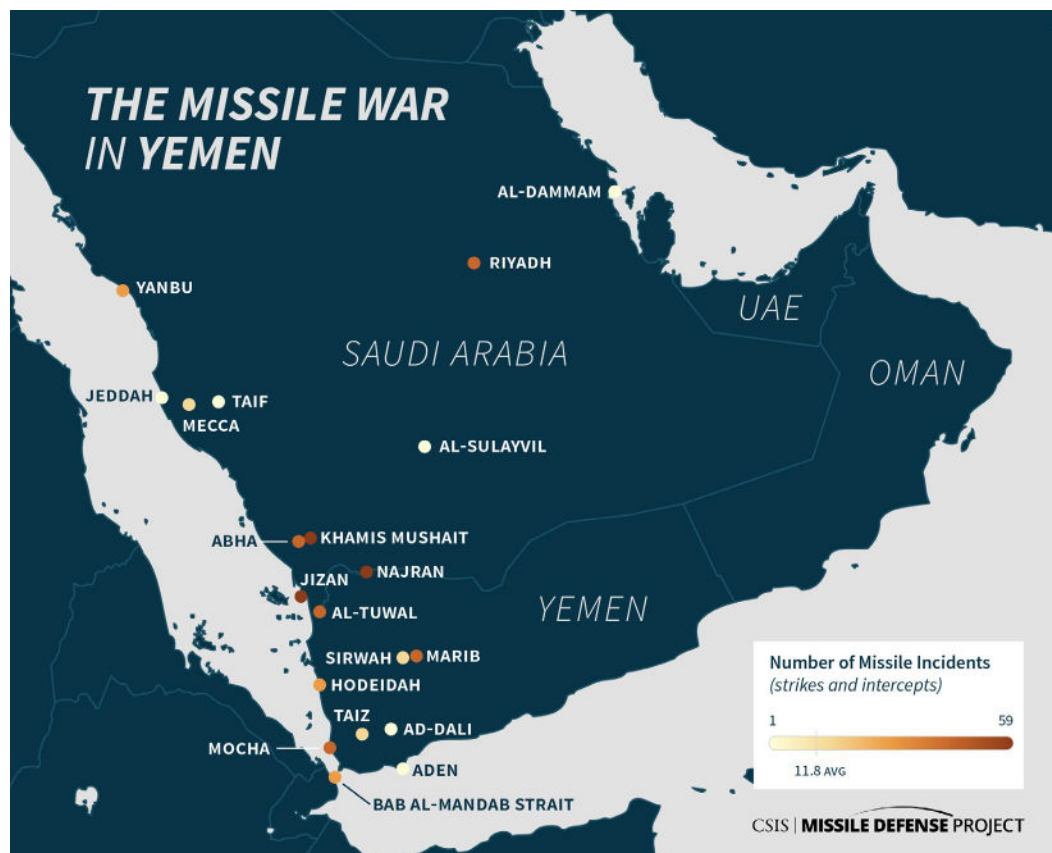 THE MISSILE WAR
IN YEMEN
AL-DAMMAM
RIYADH
YANBU
UAE
SAUDI ARABIA
OMAN
JEDDAH
TAIF
MECCA
AL-SULAYVIL
ABHA
KHAMIS MUSHAIT
NAJRAN
JIZAN
AL-TUWAL
YEMEN
SIRWAH
MARIB
HODEIDAH
TAIZ
AD-DALI
MOCHA
ADEN
BAB AL-MANDAB STRAIT
Number of Missile Incidents
(strikes and intercepts)
1 59
11.8 AVG
CSIS | MISSILE DEFENSE PROJECT